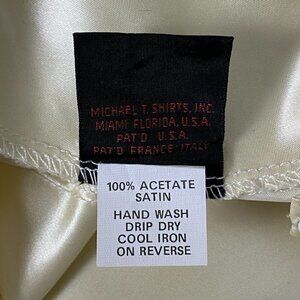 MICHAEL T. SHIRTS, INC.
MIAMI FLORIDA, U.S.A.
PAT'D U.S.A.
PAT'D FRANCE, ITALY
100% ACETATE
SATIN
HAND WASH
DRIP DRY
COOL IRON
ON REVERSE